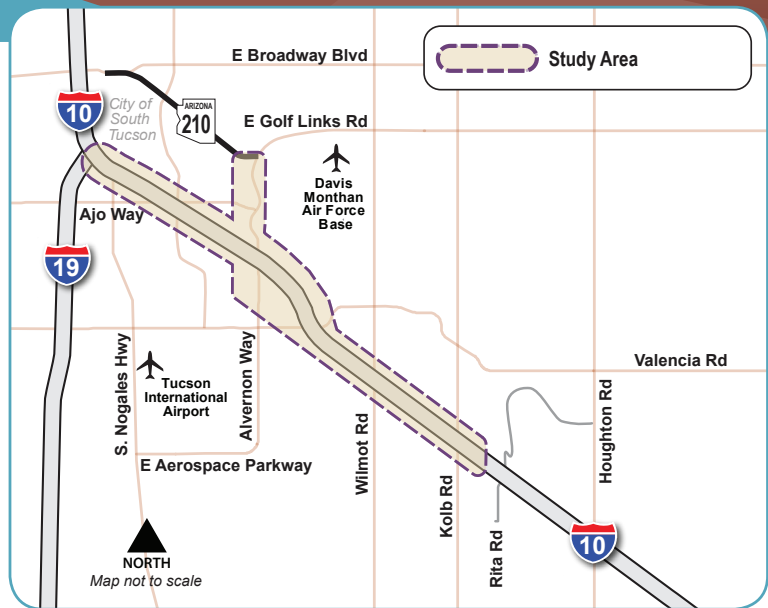 E Broadway Blvd
Study Area
10
City of
South
Tucson
ARIZONA
210
E Golf Links Rd
Davis
Monthan
Air Force
Base
Ajo Way
19
S. Nogales Hwy
Tucson
International
Airport
Alvernon Way
Valencia Rd
Wilmot Rd
Houghton Rd
E Aerospace Parkway
Kolb Rd
Rita Rd
10
NORTH
Map not to scale